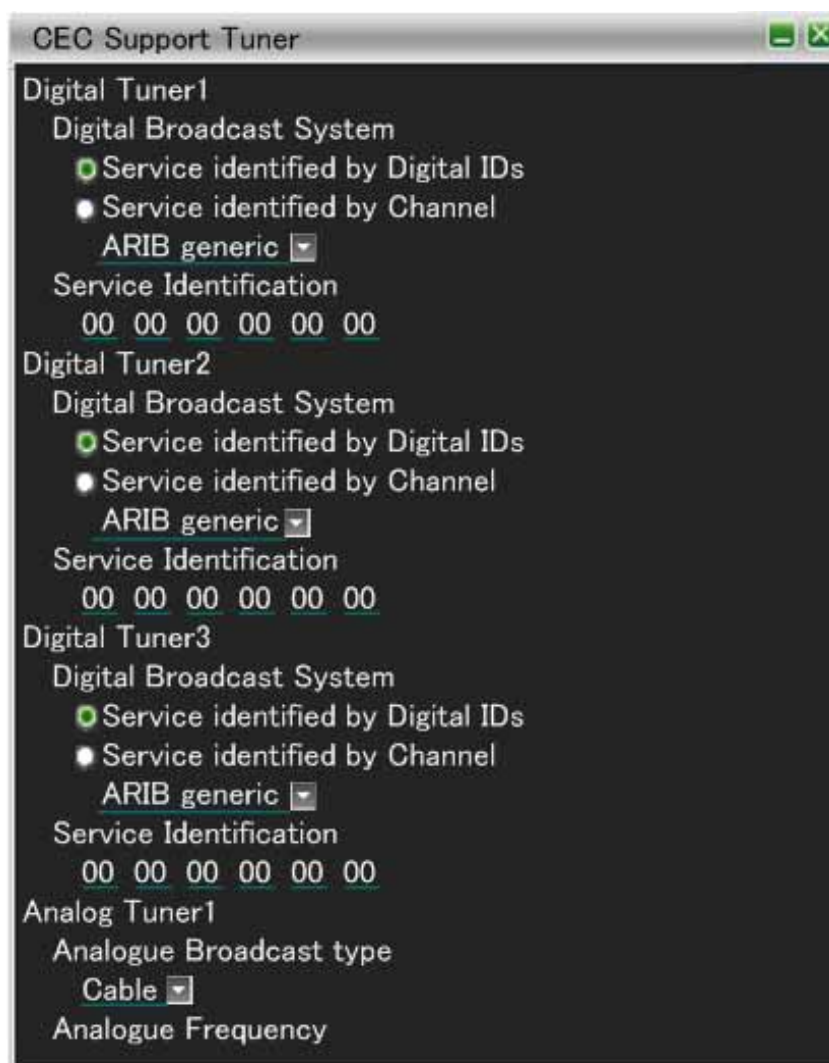 CEC Support Tuner
Digital Tuner1
Digital Broadcast System
Service identified by Digital IDs
Service identified by Channel
ARIB generic
Service Identification
00 00 00 00 00 00
Digital Tuner2
Digital Broadcast System
Service identified by Digital IDs
Service identified by Channel
ARIB generic
Service Identification
00 00 00 00 00 00
Digital Tuner3
Digital Broadcast System
Service identified by Digital IDs
Service identified by Channel
ARIB generic
Service Identification
00 00 00 00 00 00
Analog Tuner1
Analogue Broadcast type
Cable
Analogue Frequency